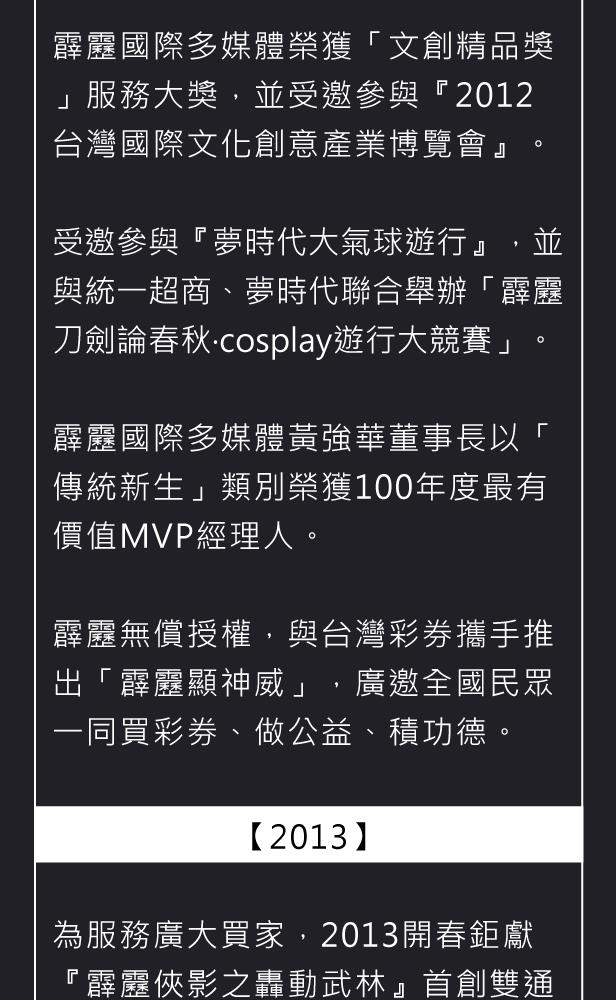 霹靂國際多媒體榮獲「文創精品獎
」服務大獎，並受邀參與『2012
台灣國際文化創意產業博覽會』。
受邀參與『夢時代大氣球遊行』，並
與統一超商、夢時代聯合舉辦「霹靂
刀劍論春秋·cosplay遊行大競賽」。
霹靂國際多媒體黃強華董事長以「
傳統新生」類別榮獲100年度最有
價值MVP經理人。
霹靂無償授權，與台灣彩券攜手推
出「霹靂顯神威」，廣邀全國民眾
一同買彩券、做公益、積功德。
【2013】
為服務廣大買家，2013開春鉅獻
『霹靂俠影之轟動武林』首創雙通